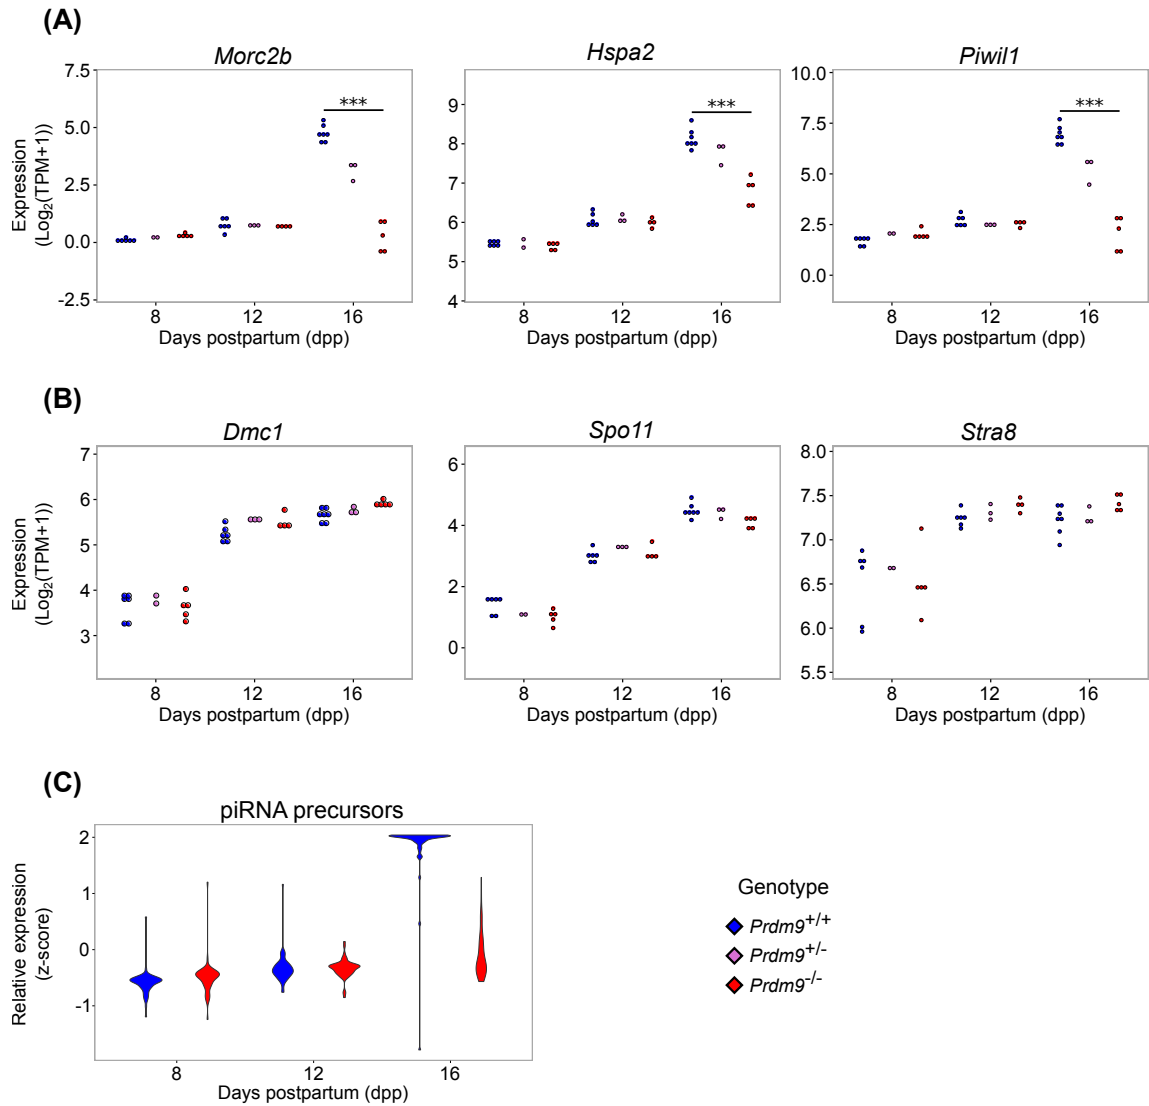 (A)
Morc2b
Hspa2
Piwil1
Expression
(Log₂(TPM+1))
7.5
5.0
2.5
0.0
-2.5
***
8
12
16
Days postpartum (dpp)
9
8
7
6
5
4
***
8
12
16
Days postpartum (dpp)
10.0
7.5
5.0
2.5
0.0
***
8
12
16
Days postpartum (dpp)
(B)
Dmc1
Spo11
Stra8
Expression
(Log₂(TPM+1))
7
6
5
4
3
8
12
16
Days postpartum (dpp)
6
4
2
0
8
12
16
Days postpartum (dpp)
8.0
7.5
7.0
6.5
6.0
5.5
8
12
16
Days postpartum (dpp)
(C)
piRNA precursors
Relative expression
(z-score)
2
1
0
-1
8
12
16
Days postpartum (dpp)
Genotype
Prdm9+/+
Prdm9+/-
Prdm9-/-